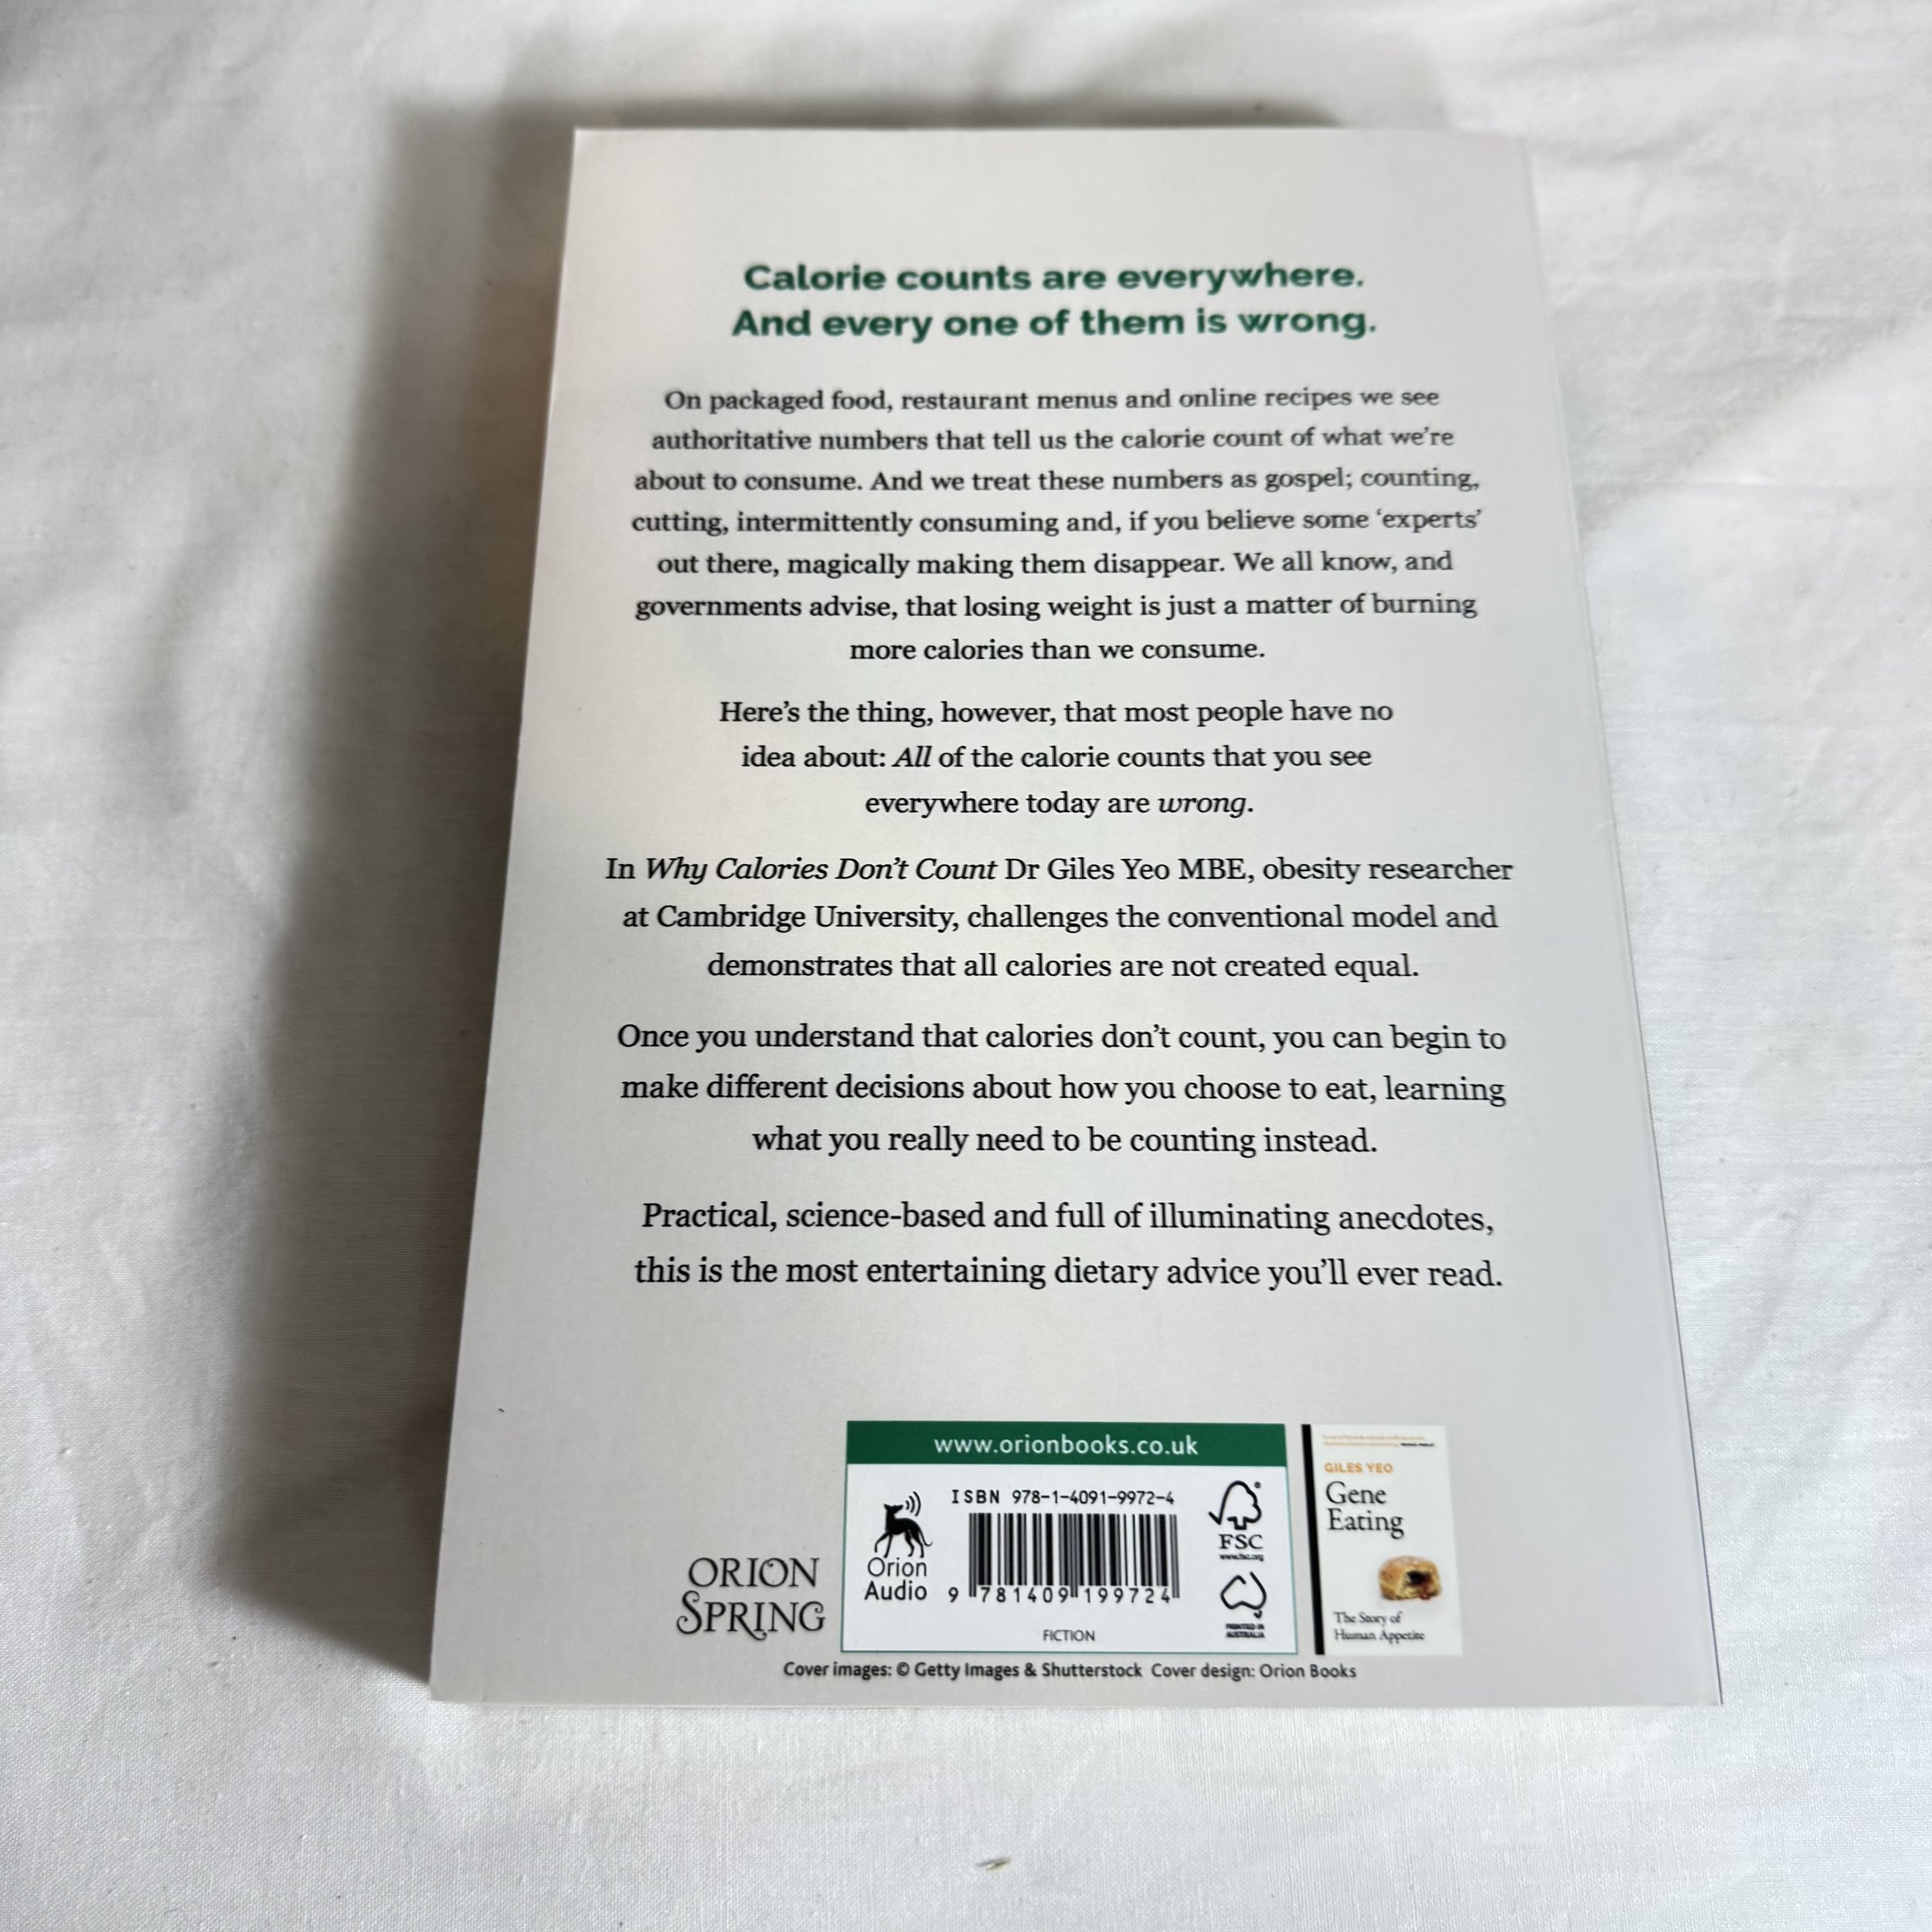 Calorie counts are everywhere.
And every one of them is wrong.
On packaged food, restaurant menus and online recipes we see
authoritative numbers that tell us the calorie count of what we’re
about to consume. And we treat these numbers as gospel; counting,
cutting, intermittently consuming and, if you believe some ‘experts’
out there, magically making them disappear. We all know, and
governments advise, that losing weight is just a matter of burning
more calories than we consume.
Here’s the thing, however, that most people have no
idea about: All of the calorie counts that you see
everywhere today are wrong.
In Why Calories Don’t Count Dr Giles Yeo MBE, obesity researcher
at Cambridge University, challenges the conventional model and
demonstrates that all calories are not created equal.
Once you understand that calories don’t count, you can begin to
make different decisions about how you choose to eat, learning
what you really need to be counting instead.
Practical, science-based and full of illuminating anecdotes,
this is the most entertaining dietary advice you’ll ever read.
ORION
SPRING
www.orionbooks.co.uk
Orion
Audio
ISBN 978-1-4091-9972-4
9 781409 199724
FICTION
FSC
www.fsc.org
PRINTED IN
AUSTRALIA
GILES YEO
Gene
Eating
The Story of
Human Appetite
Cover images: © Getty Images & Shutterstock Cover design: Orion Books